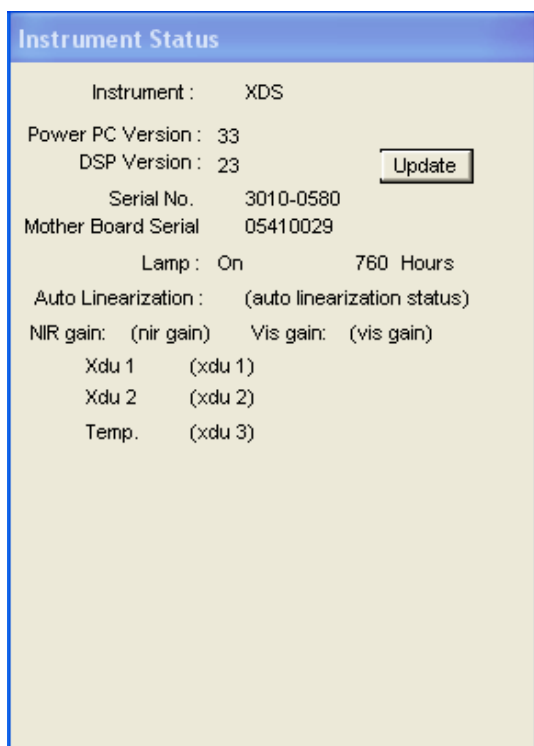 Instrument Status
Instrument : XDS
Power PC Version : 33
DSP Version : 23 Update
Serial No. 3010-0580
Mother Board Serial 05410029
Lamp : On 760 Hours
Auto Linearization : (auto linearization status)
NIR gain: (nir gain) Vis gain: (vis gain)
Xdu 1 (xdu 1)
Xdu 2 (xdu 2)
Temp. (xdu 3)